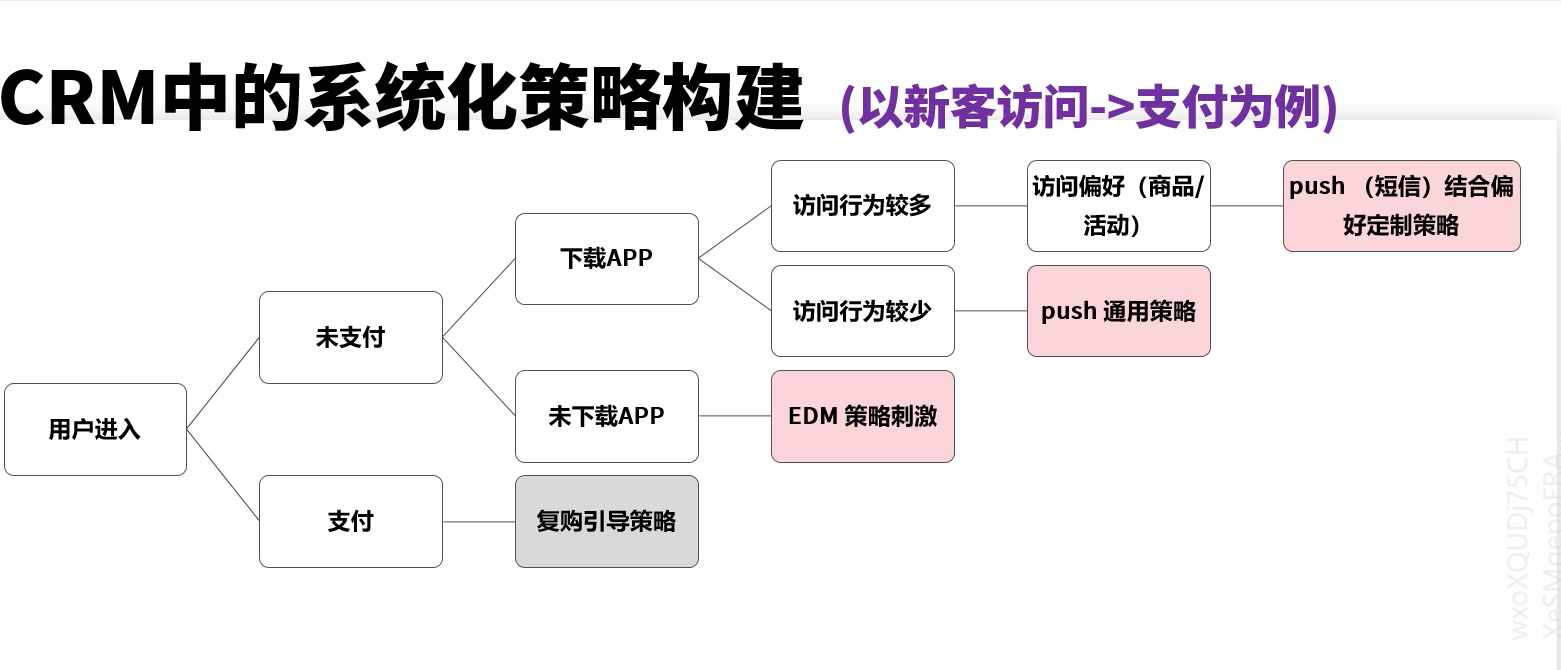 CRM中的系统化策略构建 (以新客访问->支付为例)
访问行为较多
访问偏好（商品/
活动）
push （短信）结合偏
好定制策略
下载APP
访问行为较少
push 通用策略
未支付
未下载APP
EDM 策略刺激
用户进入
支付
复购引导策略
wxoXQUDj75CH